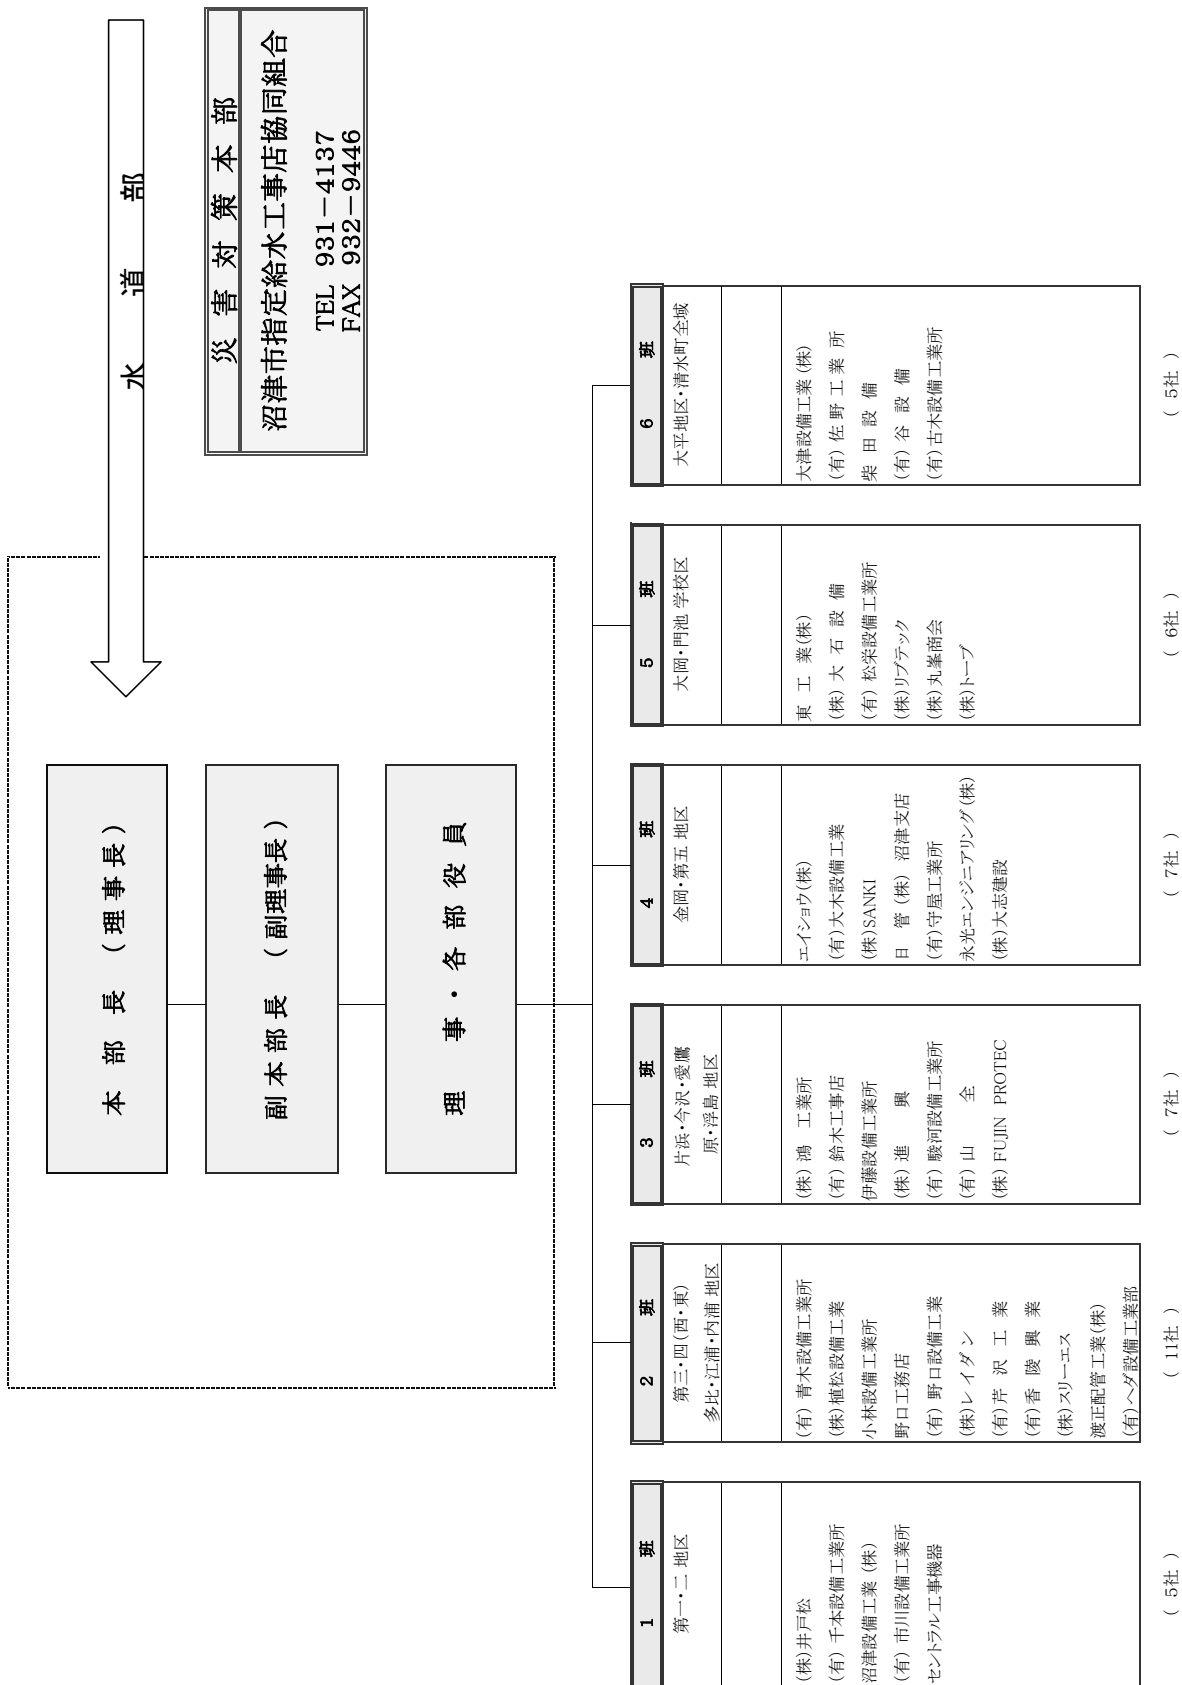 水 道 部
災 害 対 策 本 部
沼津市指定給水工事店協同組合
TEL 931－4137
FAX 932－9446
本 部 長 （ 理 事 長 ）
副 本 部 長 （ 副理事長 ）
理 事 ・ 各 部 役 員
1 班
第一・二 地区
(株)井戸松
(有) 千本設備工業所
沼津設備工業 (株)
(有) 市川設備工業所
セントラル工事機器
( 5社 )
2 班
第三・四(西・東)
多比・江浦・内浦 地区
(有) 青木設備工業所
(株)植松設備工業
小林設備工業所
野口工務店
(有) 野口設備工業
(株)レ イ ダ ン
(有)芹 沢 工 業
(有)香 陵 興 業
(株)スリーエス
渡正配管工業(株)
(有)ヘダ設備工業部
( 11社 )
3 班
片浜・今沢・愛鷹
原・浮島 地区
(株) 鴻 工業所
(有) 鈴木工事店
伊藤設備工業所
(株) 進 興
(有) 駿河設備工業所
(有) 山 全
(株) FUJIN PROTEC
( 7社 )
4 班
金岡・第五 地区
エイショウ(株)
(有)大木設備工業
(株)SANKI
日 管 (株) 沼津支店
(有)守屋工業所
永光エンジニアリング(株)
(株)大志建設
( 7社 )
5 班
大岡・門池 学校区
東 工 業(株)
(株) 大 石 設 備
(有) 松栄設備工業所
(株)リプテック
(株)丸峯商会
(株)トーブ
( 6社 )
6 班
大平地区・清水町全域
大津設備工業(株)
(有) 佐 野 工 業 所
柴 田 設 備
(有) 谷 設 備
(有)古木設備工業所
( 5社 )